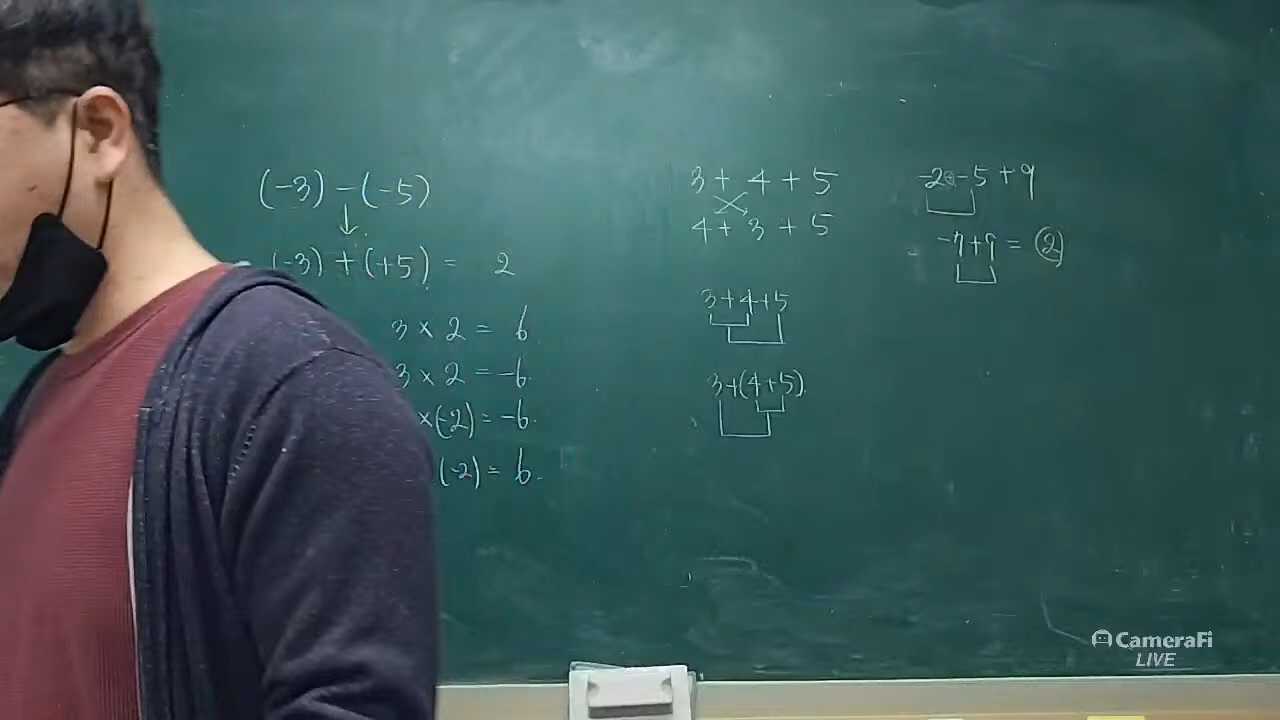 (-3) - (-5)
(-3) + (+5) = 2
3 × 2 = 6
3 × 2 = -6
×(-2) = -6
(-2) = 6
3 + 4 + 5
4 + 3 + 5
3+4+5
3+(4+5)
-2 -5 +9
-7+9 = 2
CameraFi
LIVE